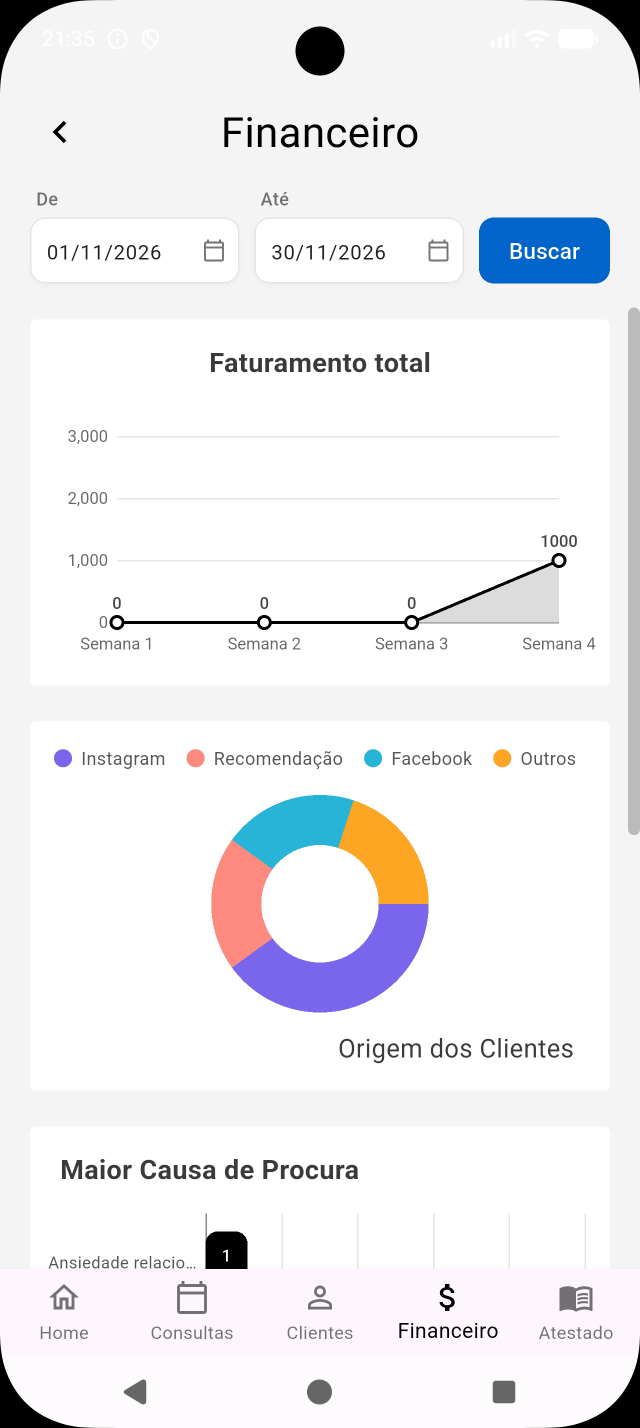 21:35
Financeiro
De Até
01/11/2026 30/11/2026 Buscar
Faturamento total
3,000
2,000
1000
1,000
0 0 0
0
Semana 1 Semana 2 Semana 3 Semana 4
Instagram Recomendação Facebook Outros
Origem dos Clientes
Maior Causa de Procura
1
Ansiedade relacio...
Home Consultas Clientes Financeiro Atestado